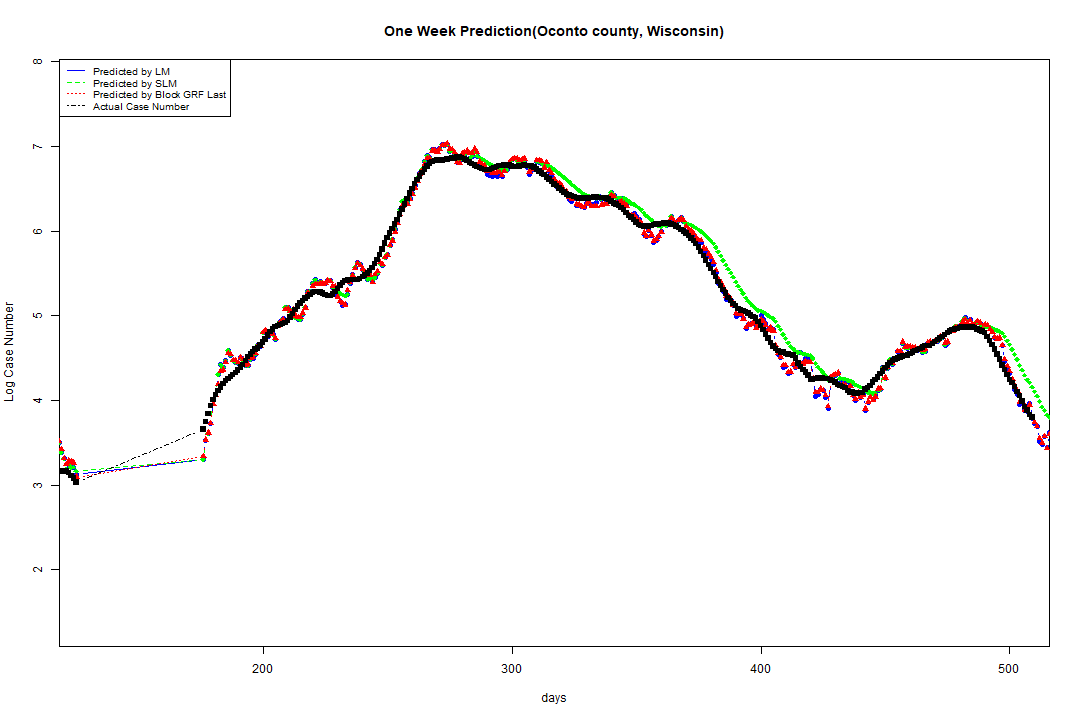 One Week Prediction(Oconto county, Wisconsin)
Predicted by LM
Predicted by SLM
Predicted by Block GRF Last
Actual Case Number
8
7
6
5
4
3
2
Log Case Number
200 300 400 500
days